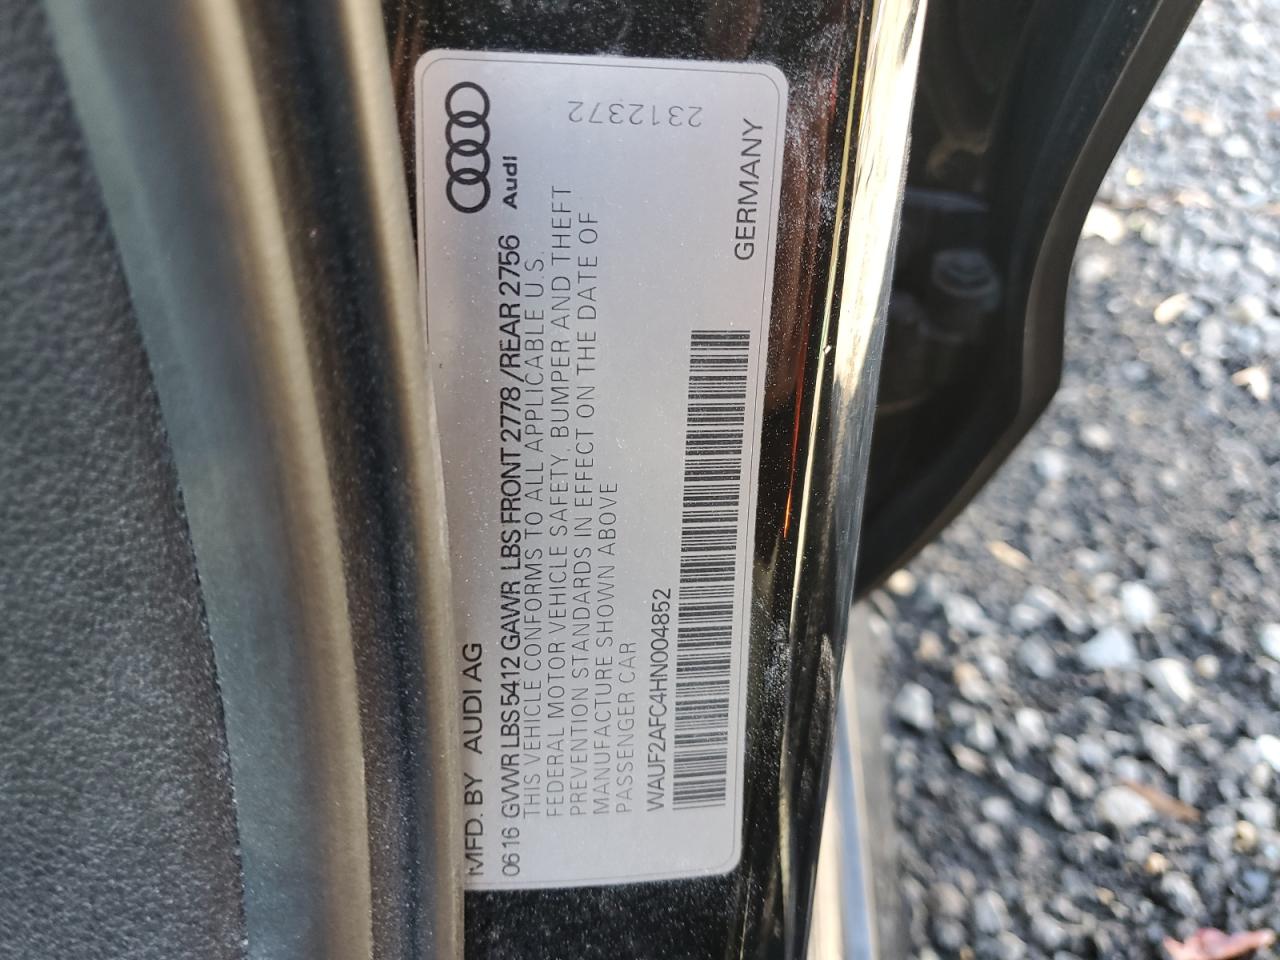 MFD. BY AUDI AG
0616 GVWR LBS 5412 GAWR LBS FRONT 2778/REAR 2756
THIS VEHICLE CONFORMS TO ALL APPLICABLE U.S.
FEDERAL MOTOR VEHICLE SAFETY, BUMPER AND THEFT
PREVENTION STANDARDS IN EFFECT ON THE DATE OF
MANUFACTURE SHOWN ABOVE
PASSENGER CAR
WAUF2AFC4HN004852
Audi
2312372
GERMANY